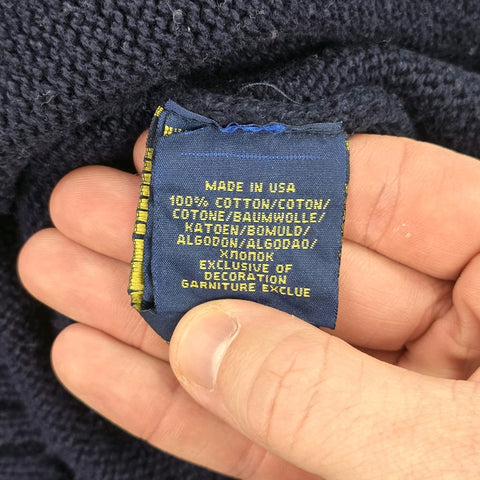 MADE IN USA
100% COTTON/COTON/
COTONE/BAUMWOLLE/
KATOEN/BOMULD/
ALGODON/ALGODAO/
ХЛОПОК
EXCLUSIVE OF
DECORATION
GARNITURE EXCLUE